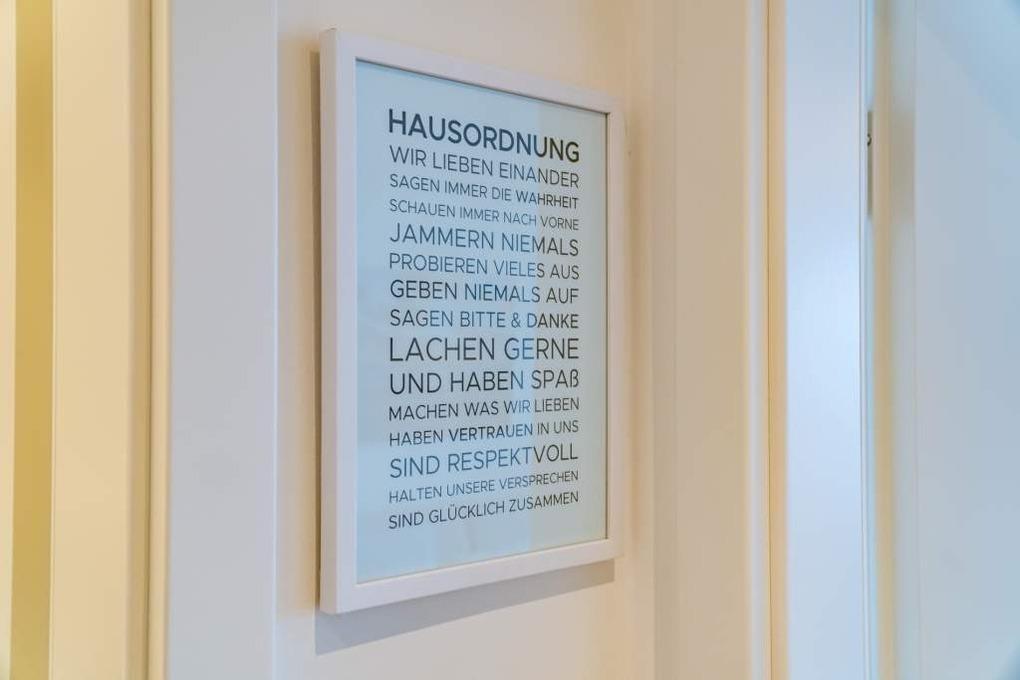 HAUSORDNUNG
WIR LIEBEN EINANDER
SAGEN IMMER DIE WAHRHEIT
SCHAUEN IMMER NACH VORNE
JAMMERN NIEMALS
PROBIEREN VIELES AUS
GEBEN NIEMALS AUF
SAGEN BITTE & DANKE
LACHEN GERNE
UND HABEN SPAß
MACHEN WAS WIR LIEBEN
HABEN VERTRAUEN IN UNS
SIND RESPEKTVOLL
HALTEN UNSERE VERSPRECHEN
SIND GLÜCKLICH ZUSAMMEN